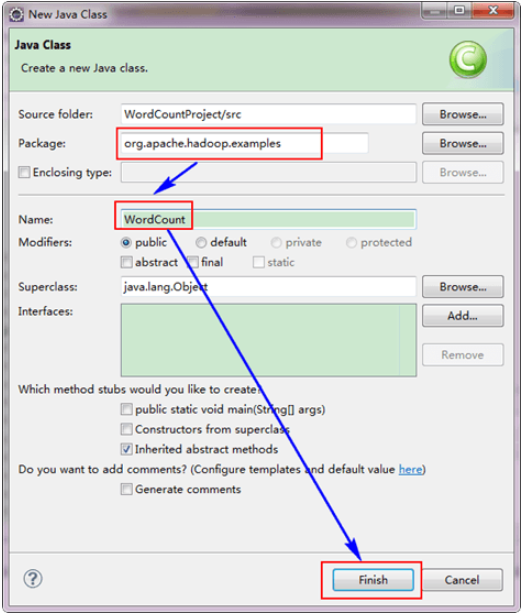 New Java Class
Java Class
Create a new Java class.
C
Source folder: WordCountProject/src Browse...
Package: org.apache.hadoop.examples Browse...
Enclosing type: Browse...
Name: WordCount
Modifiers: public default private protected
abstract final static
Superclass: java.lang.Object Browse...
Interfaces: Add...
Remove
Which method stubs would you like to create?
public static void main(String[] args)
Constructors from superclass
Inherited abstract methods
Do you want to add comments? (Configure templates and default value here)
Generate comments
? Finish Cancel